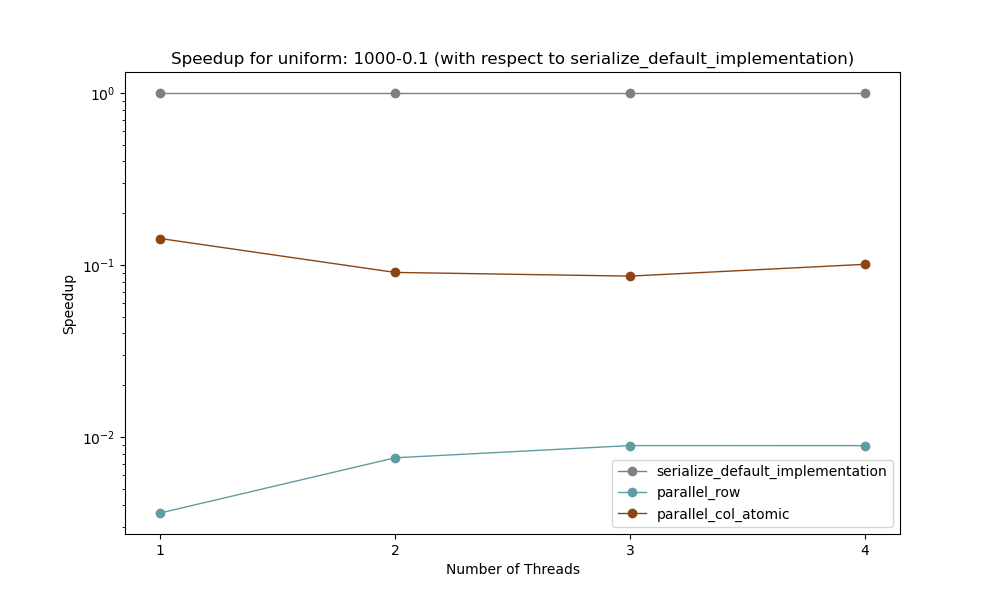 Speedup for uniform: 1000-0.1 (with respect to serialize_default_implementation)
Speedup
10⁰
10⁻¹
10⁻²
serialize_default_implementation
parallel_row
parallel_col_atomic
1 2 3 4
Number of Threads